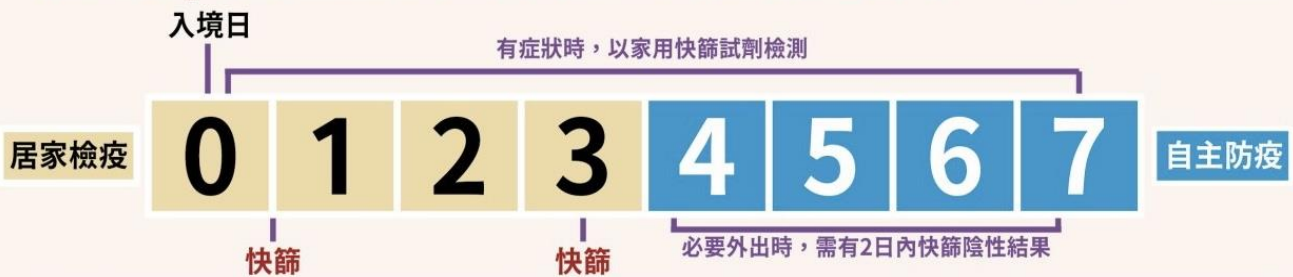 入境日
有症狀時，以家用快篩試劑檢測
居家檢疫 0 1 2 3 4 5 6 7 自主防疫
快篩 快篩 必要外出時，需有2日內快篩陰性結果